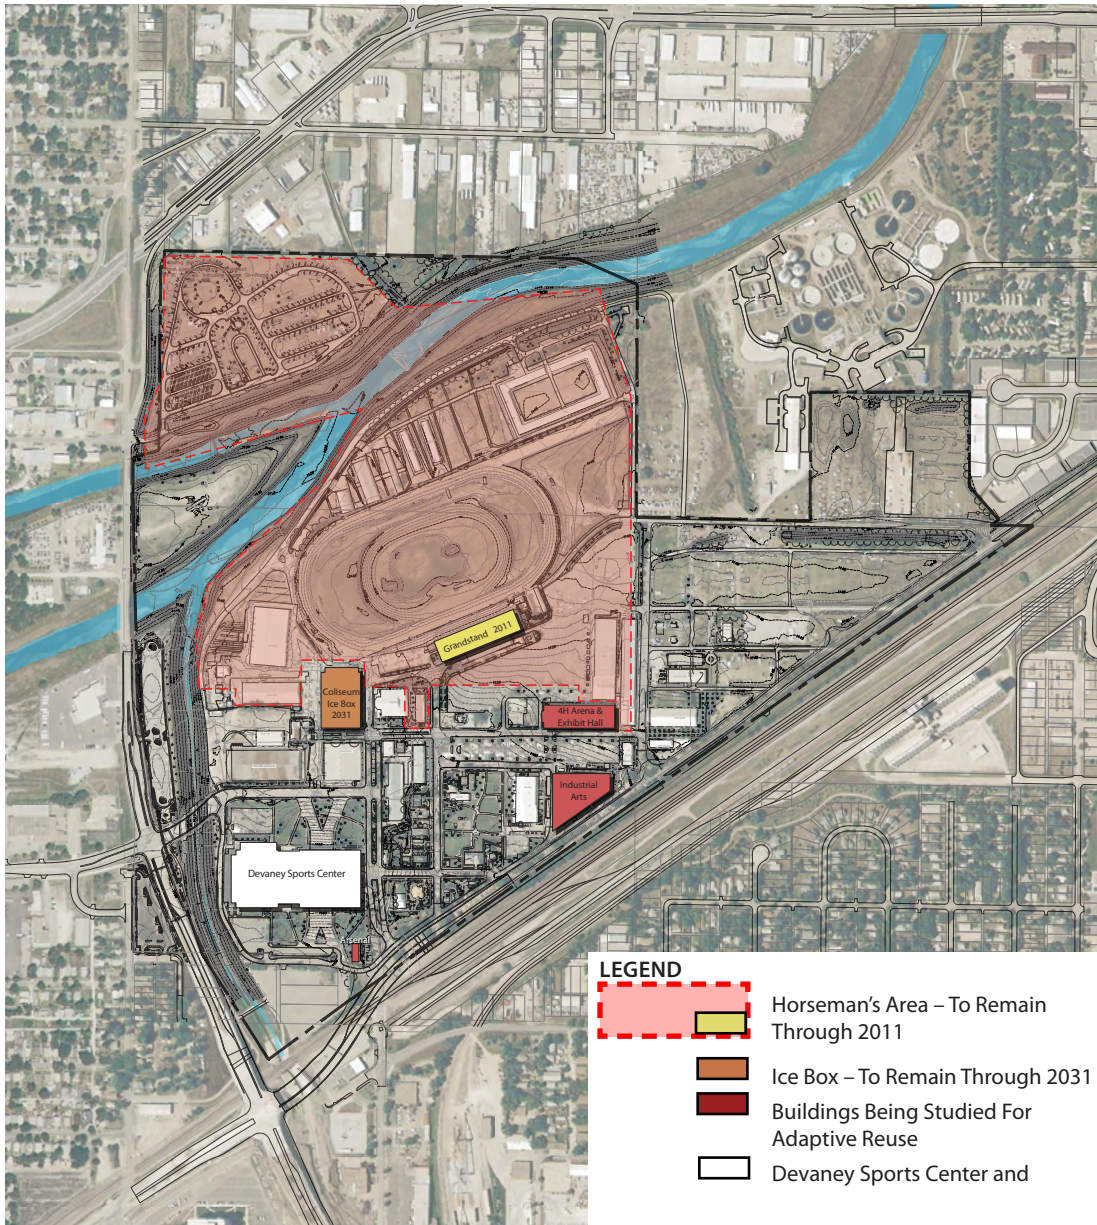 Grandstand 2011
Coliseum
Ice Box
2031
4H Arena &
Exhibit Hall
Industrial
Arts
Devaney Sports Center
Arsenal
LEGEND
Horseman's Area – To Remain
Through 2011
Ice Box – To Remain Through 2031
Buildings Being Studied For
Adaptive Reuse
Devaney Sports Center and